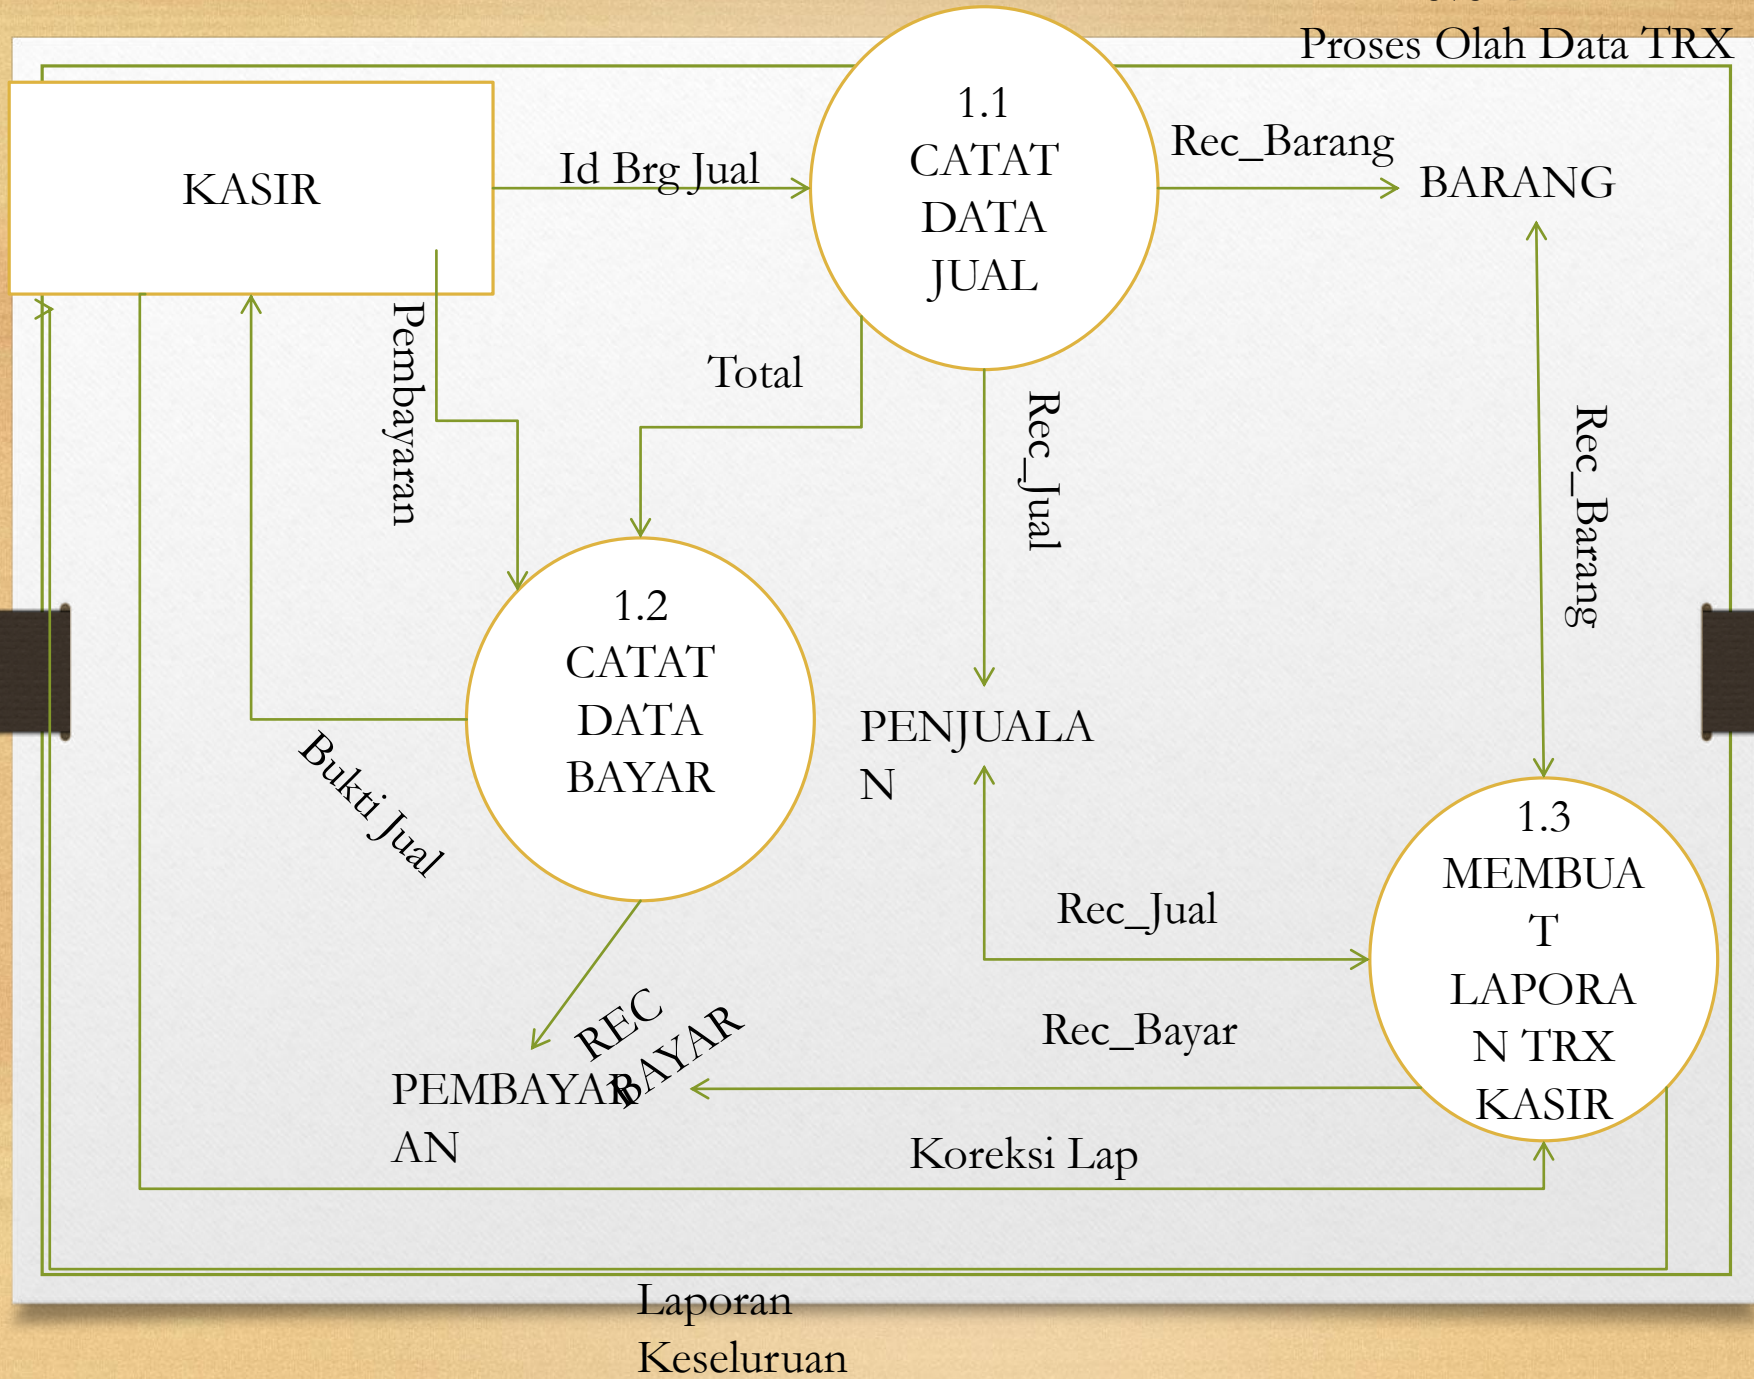 Proses Olah Data TRX
KASIR
Id Brg Jual
1.1
CATAT
DATA
JUAL
Rec_Barang
BARANG
Pembayaran
Total
Rec_Jual
Rec_Barang
1.2
CATAT
DATA
BAYAR
Bukti Jual
PENJUALA
N
1.3
MEMBUA
T
LAPORA
N TRX
KASIR
Rec_Jual
REC
BAYAR
Rec_Bayar
PEMBAYAR
AN
Koreksi Lap
Laporan
Keseluruan